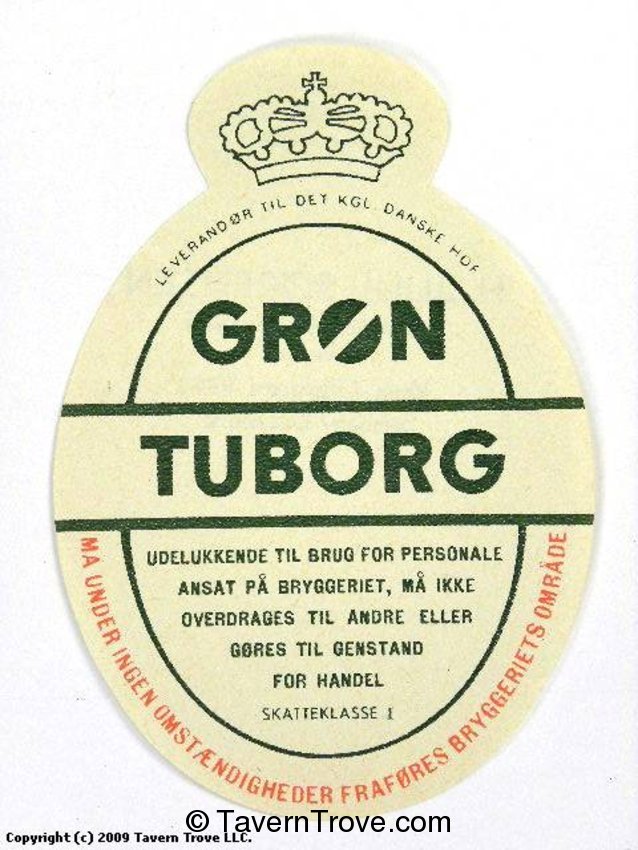 LEVERANDØR TIL DET KGL. DANSKE HOF
GRØN
TUBORG
UDELUKKENDE TIL BRUG FOR PERSONALE
ANSAT PÅ BRYGGERIET, MÅ IKKE
OVERDRAGES TIL ANDRE ELLER
GØRES TIL GENSTAND
FOR HANDEL
SKATTEKLASSE I
MA UNDER INGEN OMSTÆNDIGHEDER FRAFØRES BRYGGERIETS OMRÅDE
© TavernTrove.com
Copyright (c) 2009 Tavern Trove LLC.